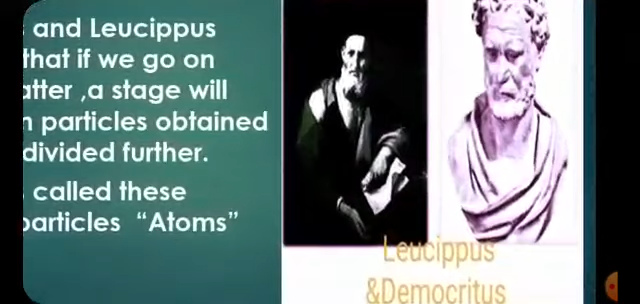 and Leucippus
that if we go on
atter ,a stage will
particles obtained
divided further.
called these
particles “Atoms”
Leucippus
&Democritus